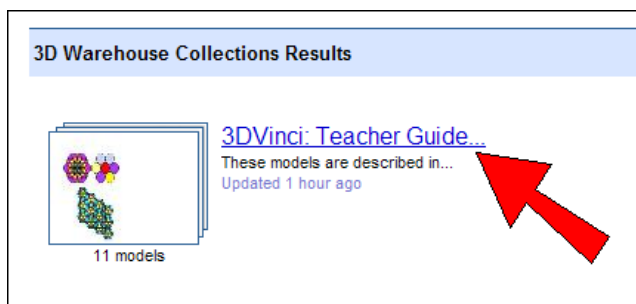 3D Warehouse Collections Results
3DVinci: Teacher Guide...
These models are described in...
Updated 1 hour ago
11 models